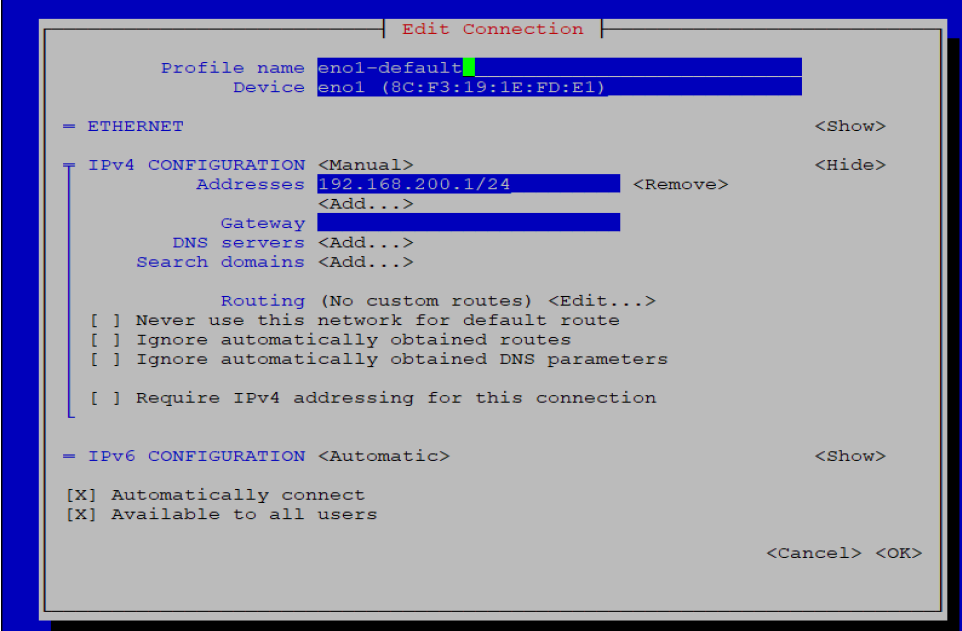 Edit Connection
Profile name eno1-default
Device eno1 (8C:F3:19:1E:FD:E1)
= ETHERNET <Show>
IPv4 CONFIGURATION <Manual> <Hide>
Addresses 192.168.200.1/24 <Remove>
<Add...>
Gateway
DNS servers <Add...>
Search domains <Add...>
Routing (No custom routes) <Edit...>
[ ] Never use this network for default route
[ ] Ignore automatically obtained routes
[ ] Ignore automatically obtained DNS parameters
[ ] Require IPv4 addressing for this connection
= IPv6 CONFIGURATION <Automatic> <Show>
[X] Automatically connect
[X] Available to all users
<Cancel> <OK>